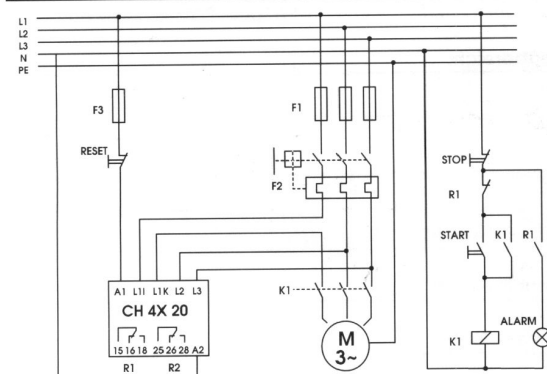 L1
L2
L3
N
PE
F3
F1
RESET
F2
STOP
R1
START
K1
R1
A1 L1I L1K L2 L3
CH 4X 20
15 16 18 25 26 28 A2
R1 R2
K1
M
3~
K1
ALARM